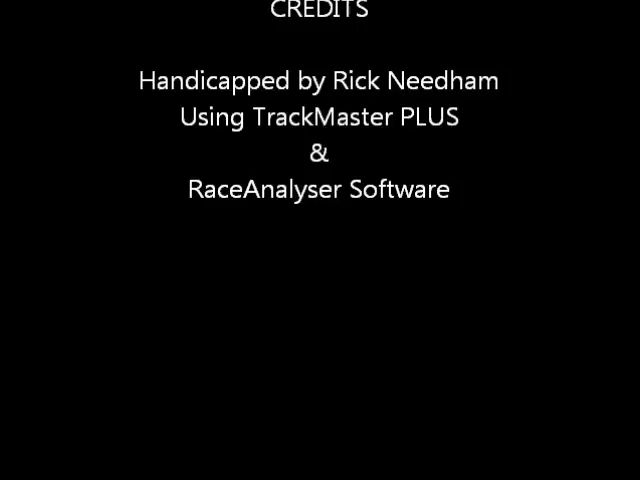 CREDITS
Handicapped by Rick Needham
Using TrackMaster PLUS
&
RaceAnalyser Software